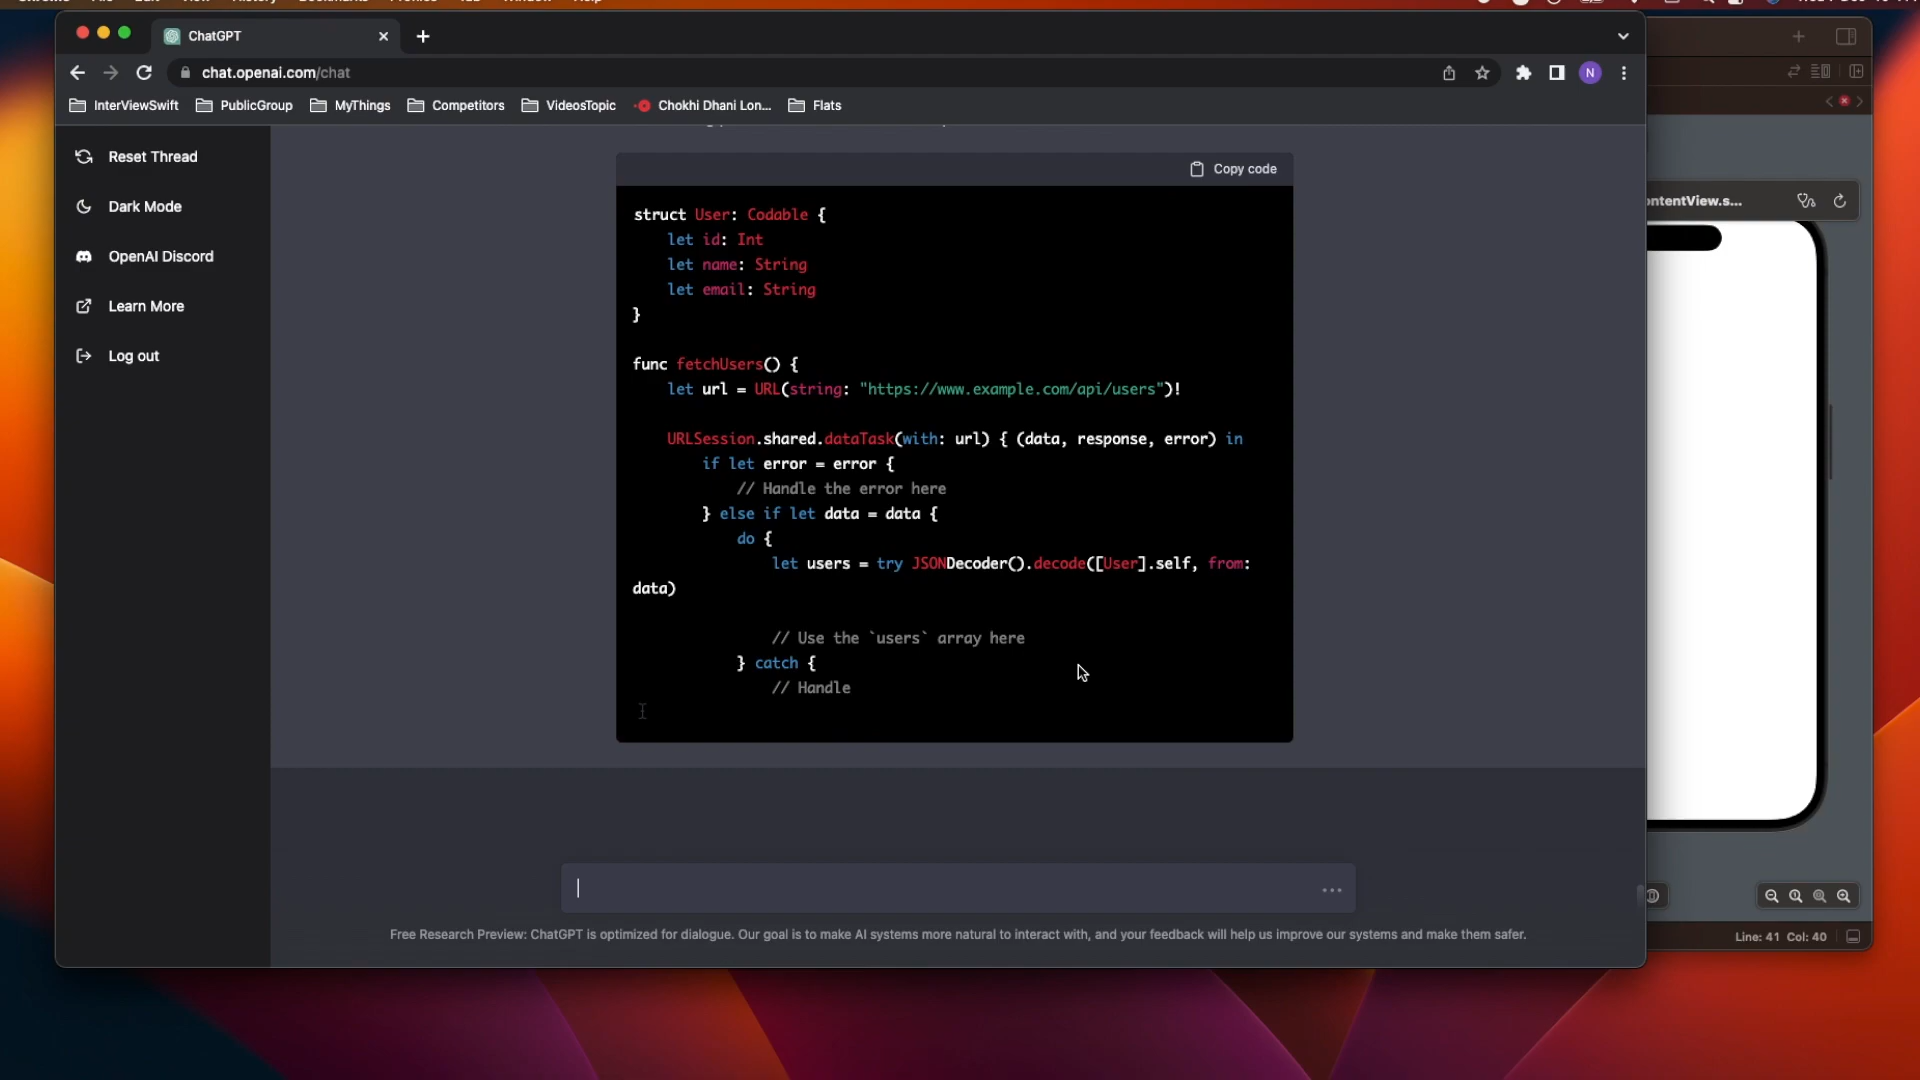 ChatGPT
chat.openai.com/chat
InterViewSwift
PublicGroup
MyThings
Competitors
VideosTopic
Chokhi Dhani Lon...
Flats
N
Reset Thread
Dark Mode
OpenAI Discord
Learn More
Log out
Copy code
struct User: Codable {
let id: Int
let name: String
let email: String
}
func fetchUsers() {
let url = URL(string: "https://www.example.com/api/users")!
URLSession.shared.dataTask(with: url) { (data, response, error) in
if let error = error {
// Handle the error here
} else if let data = data {
do {
let users = try JSONDecoder().decode([User].self, from:
data)
// Use the `users` array here
} catch {
// Handle
Free Research Preview: ChatGPT is optimized for dialogue. Our goal is to make AI systems more natural to interact with, and your feedback will help us improve our systems and make them safer.
ontentView.s...
Line: 41 Col: 40